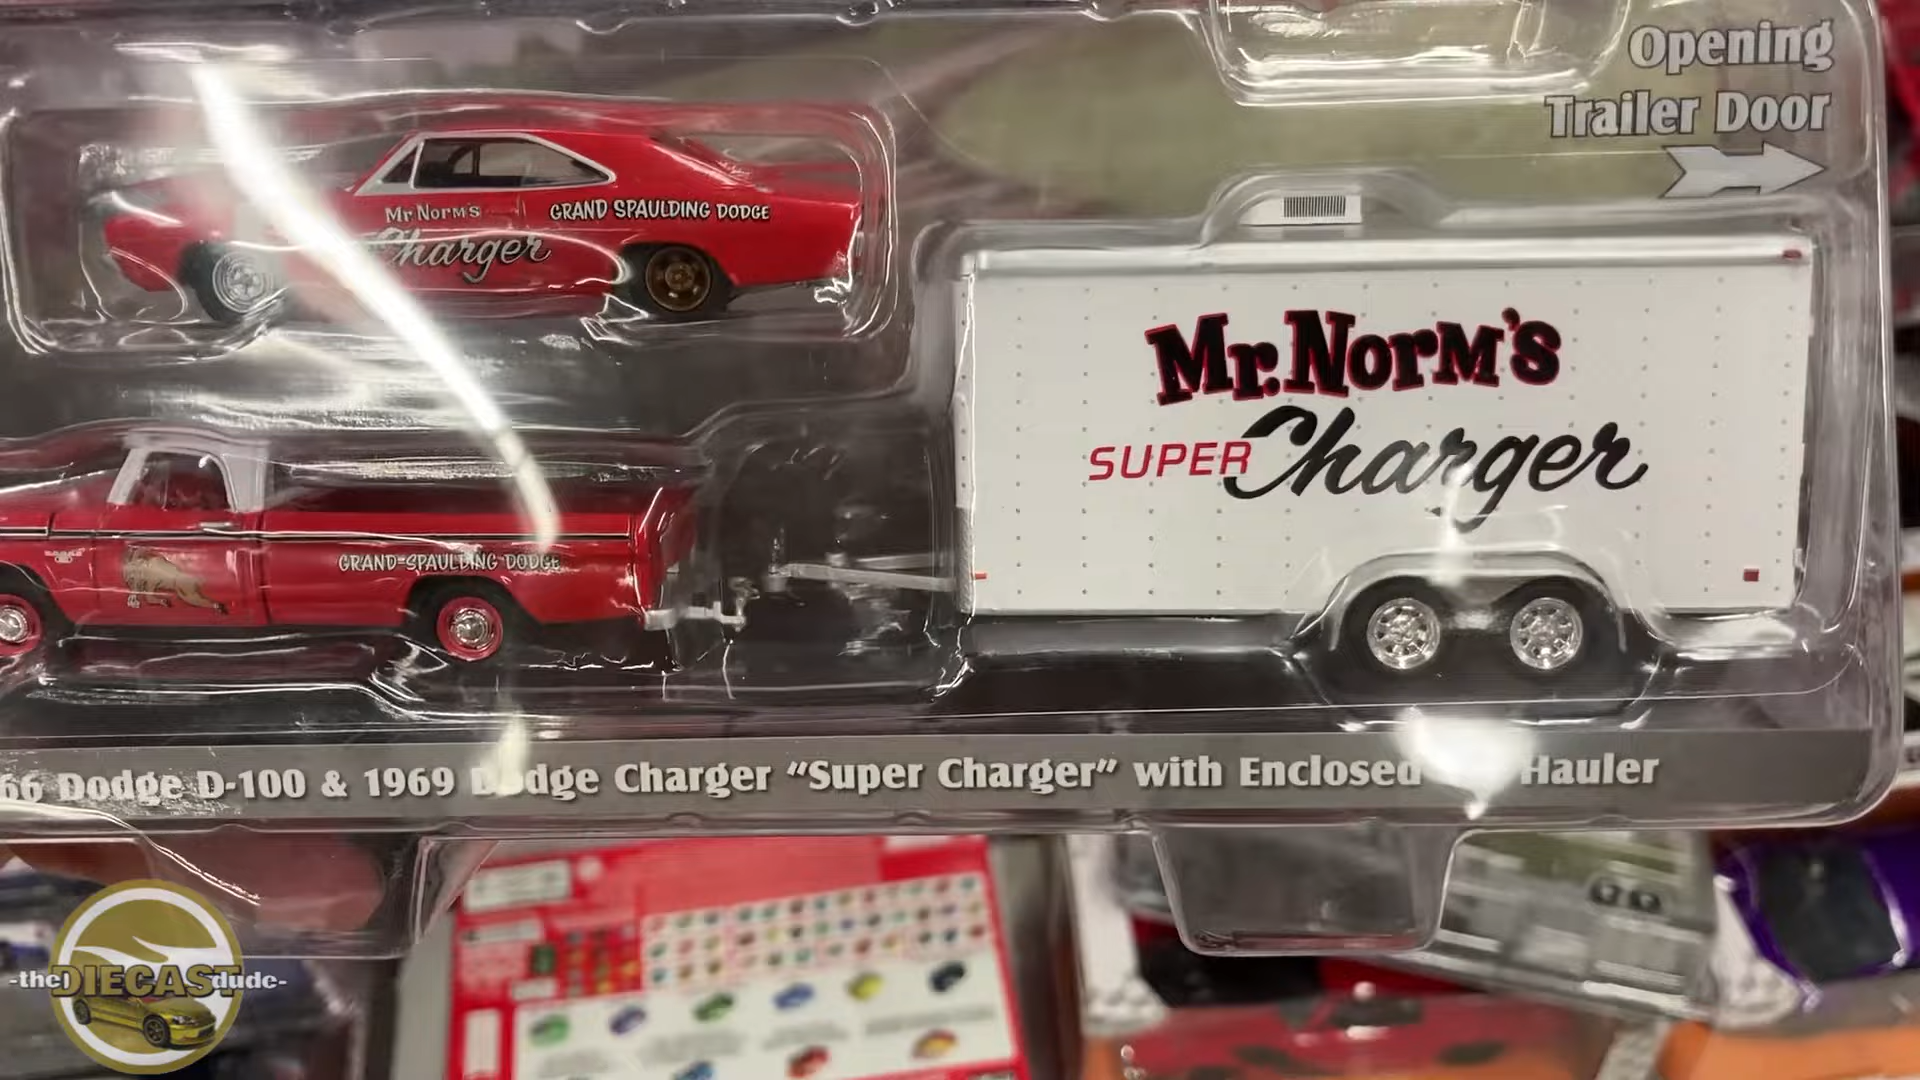 Opening
Trailer Door
Mr Norm's
GRAND SPAULDING DODGE
Charger
Mr. Norm's
SUPER Charger
GRAND-SPAULDING DODGE
66 Dodge D-100 & 1969 Dodge Charger "Super Charger" with Enclosed Hauler
-the DIECAST dude-